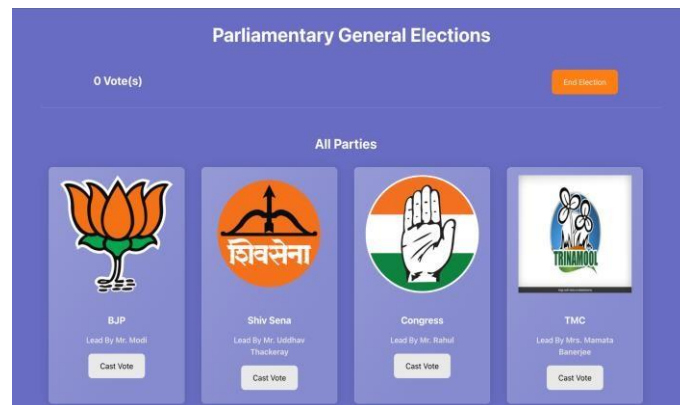 Parliamentary General Elections
0 Vote(s)
End Election
All Parties
शिवसेना
TRINAMOOL
BJP
Shiv Sena
Congress
TMC
Lead By Mr. Modi
Lead By Mr. Uddhav
Thackeray
Lead By Mr. Rahul
Lead By Mrs. Mamata
Banerjee
Cast Vote
Cast Vote
Cast Vote
Cast Vote